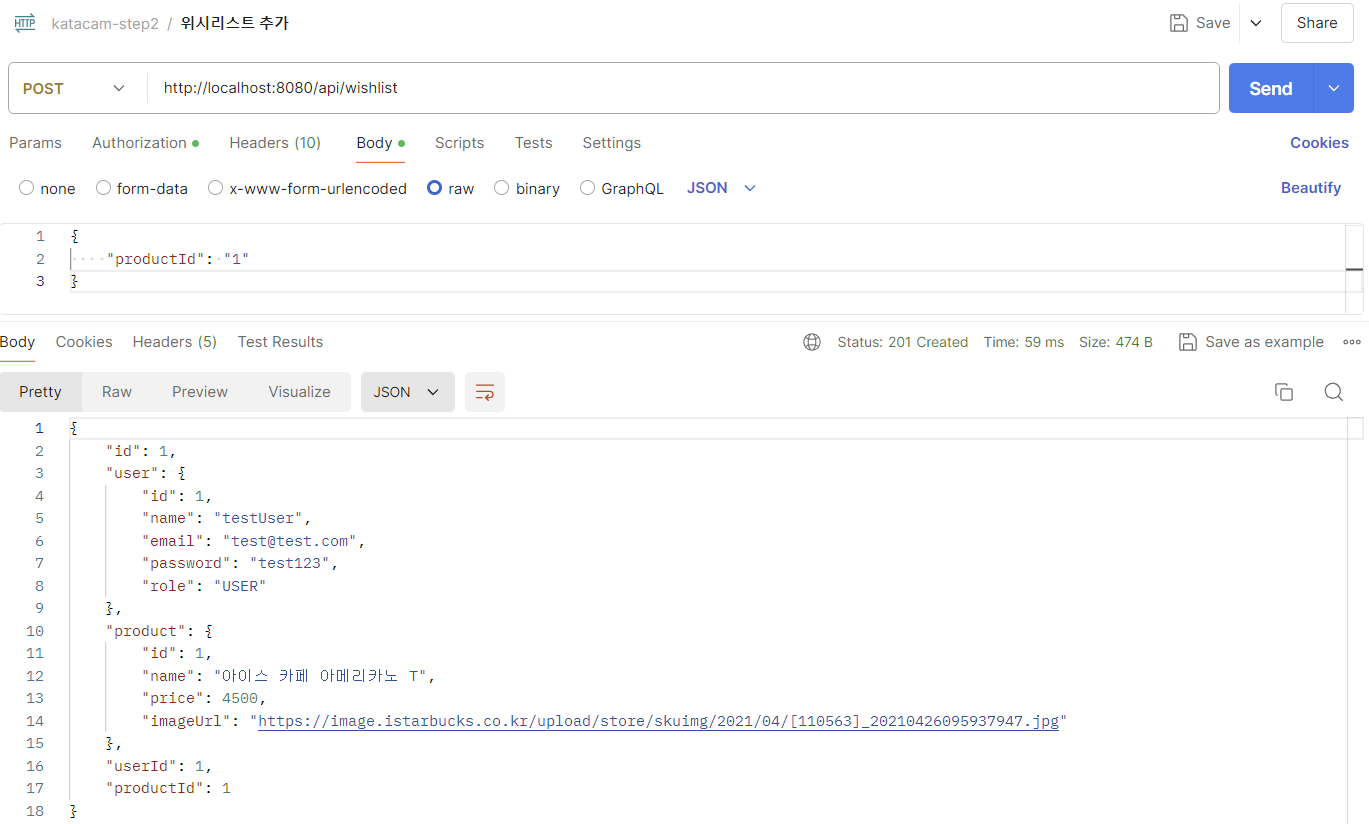 HTTP katacam-step2 / 위시리스트 추가 Save Share
POST http://localhost:8080/api/wishlist Send
Params Authorization Headers (10) Body Scripts Tests Settings Cookies
none form-data x-www-form-urlencoded raw binary GraphQL JSON Beautify
1 {
2 ····"productId":·"1"
3 }
Body Cookies Headers (5) Test Results Status: 201 Created Time: 59 ms Size: 474 B Save as example
Pretty Raw Preview Visualize JSON
1 {
2 "id": 1,
3 "user": {
4 "id": 1,
5 "name": "testUser",
6 "email": "test@test.com",
7 "password": "test123",
8 "role": "USER"
9 },
10 "product": {
11 "id": 1,
12 "name": "아이스 카페 아메리카노 T",
13 "price": 4500,
14 "imageUrl": "https://image.istarbucks.co.kr/upload/store/skuimg/2021/04/[110563]_20210426095937947.jpg"
15 },
16 "userId": 1,
17 "productId": 1
18 }